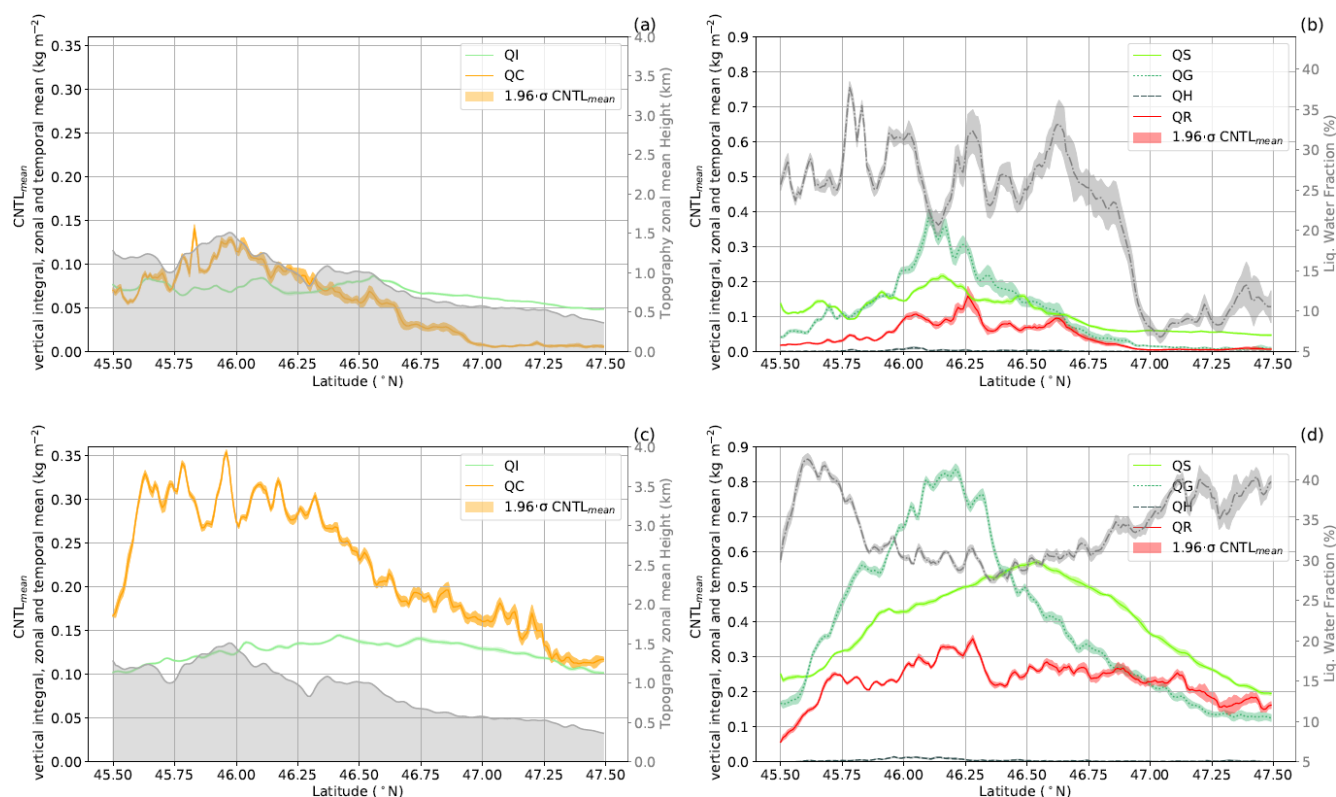 (a)
CNTL_mean
vertical integral, zonal and temporal mean (kg m⁻²)
0.35
0.30
0.25
0.20
0.15
0.10
0.05
0.00
QI
QC
1.96·σ CNTL_mean
4.0
3.5
3.0
2.5
2.0
1.5
1.0
0.5
0.0
Topography zonal mean Height (km)
45.50 45.75 46.00 46.25 46.50 46.75 47.00 47.25 47.50
Latitude (°N)
(b)
CNTL_mean
vertical integral, zonal and temporal mean (kg m⁻²)
0.9
0.8
0.7
0.6
0.5
0.4
0.3
0.2
0.1
0.0
QS
QG
QH
QR
1.96·σ CNTL_mean
40
35
30
25
20
15
10
5
Liq. Water Fraction (%)
45.50 45.75 46.00 46.25 46.50 46.75 47.00 47.25 47.50
Latitude (°N)
(c)
CNTL_mean
vertical integral, zonal and temporal mean (kg m⁻²)
0.35
0.30
0.25
0.20
0.15
0.10
0.05
0.00
QI
QC
1.96·σ CNTL_mean
4.0
3.5
3.0
2.5
2.0
1.5
1.0
0.5
0.0
Topography zonal mean Height (km)
45.50 45.75 46.00 46.25 46.50 46.75 47.00 47.25 47.50
Latitude (°N)
(d)
CNTL_mean
vertical integral, zonal and temporal mean (kg m⁻²)
0.9
0.8
0.7
0.6
0.5
0.4
0.3
0.2
0.1
0.0
QS
QG
QH
QR
1.96·σ CNTL_mean
40
35
30
25
20
15
10
5
Liq. Water Fraction (%)
45.50 45.75 46.00 46.25 46.50 46.75 47.00 47.25 47.50
Latitude (°N)